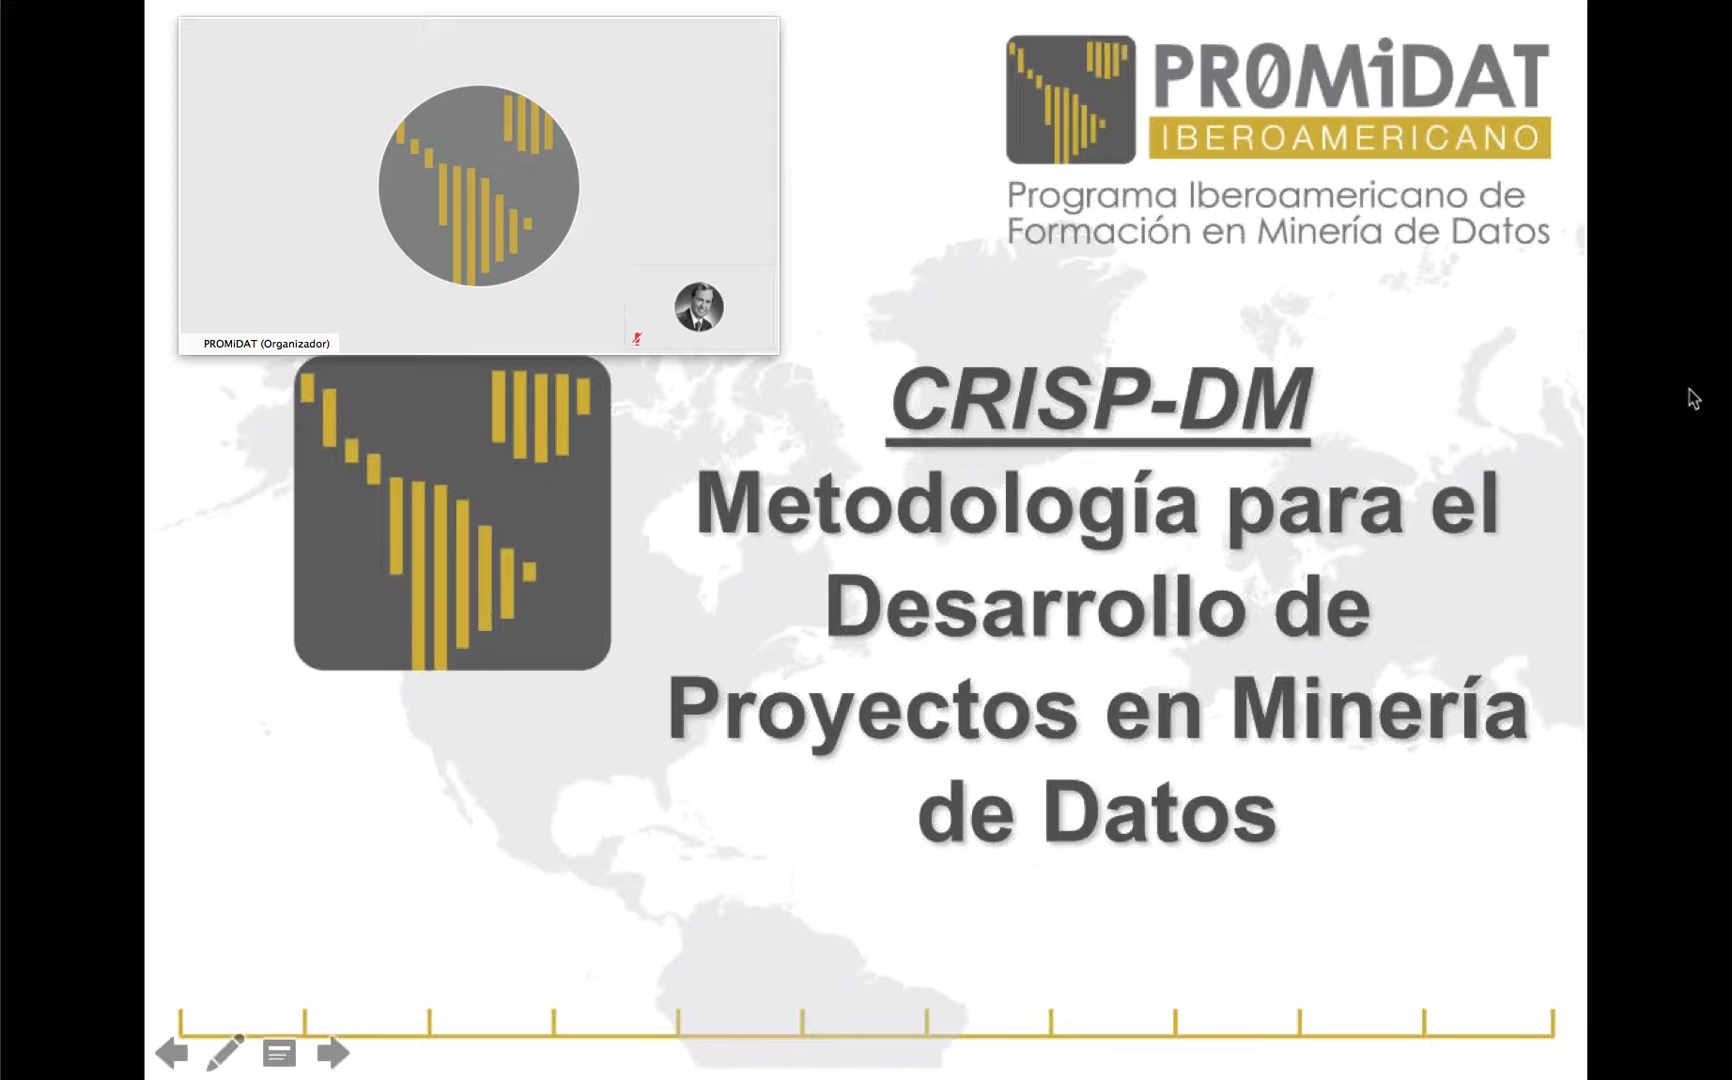 PR0MiDAT
IBEROAMERICANO
Programa Iberoamericano de
Formación en Minería de Datos
PROMiDAT (Organizador)
CRISP-DM
Metodología para el
Desarrollo de
Proyectos en Minería
de Datos